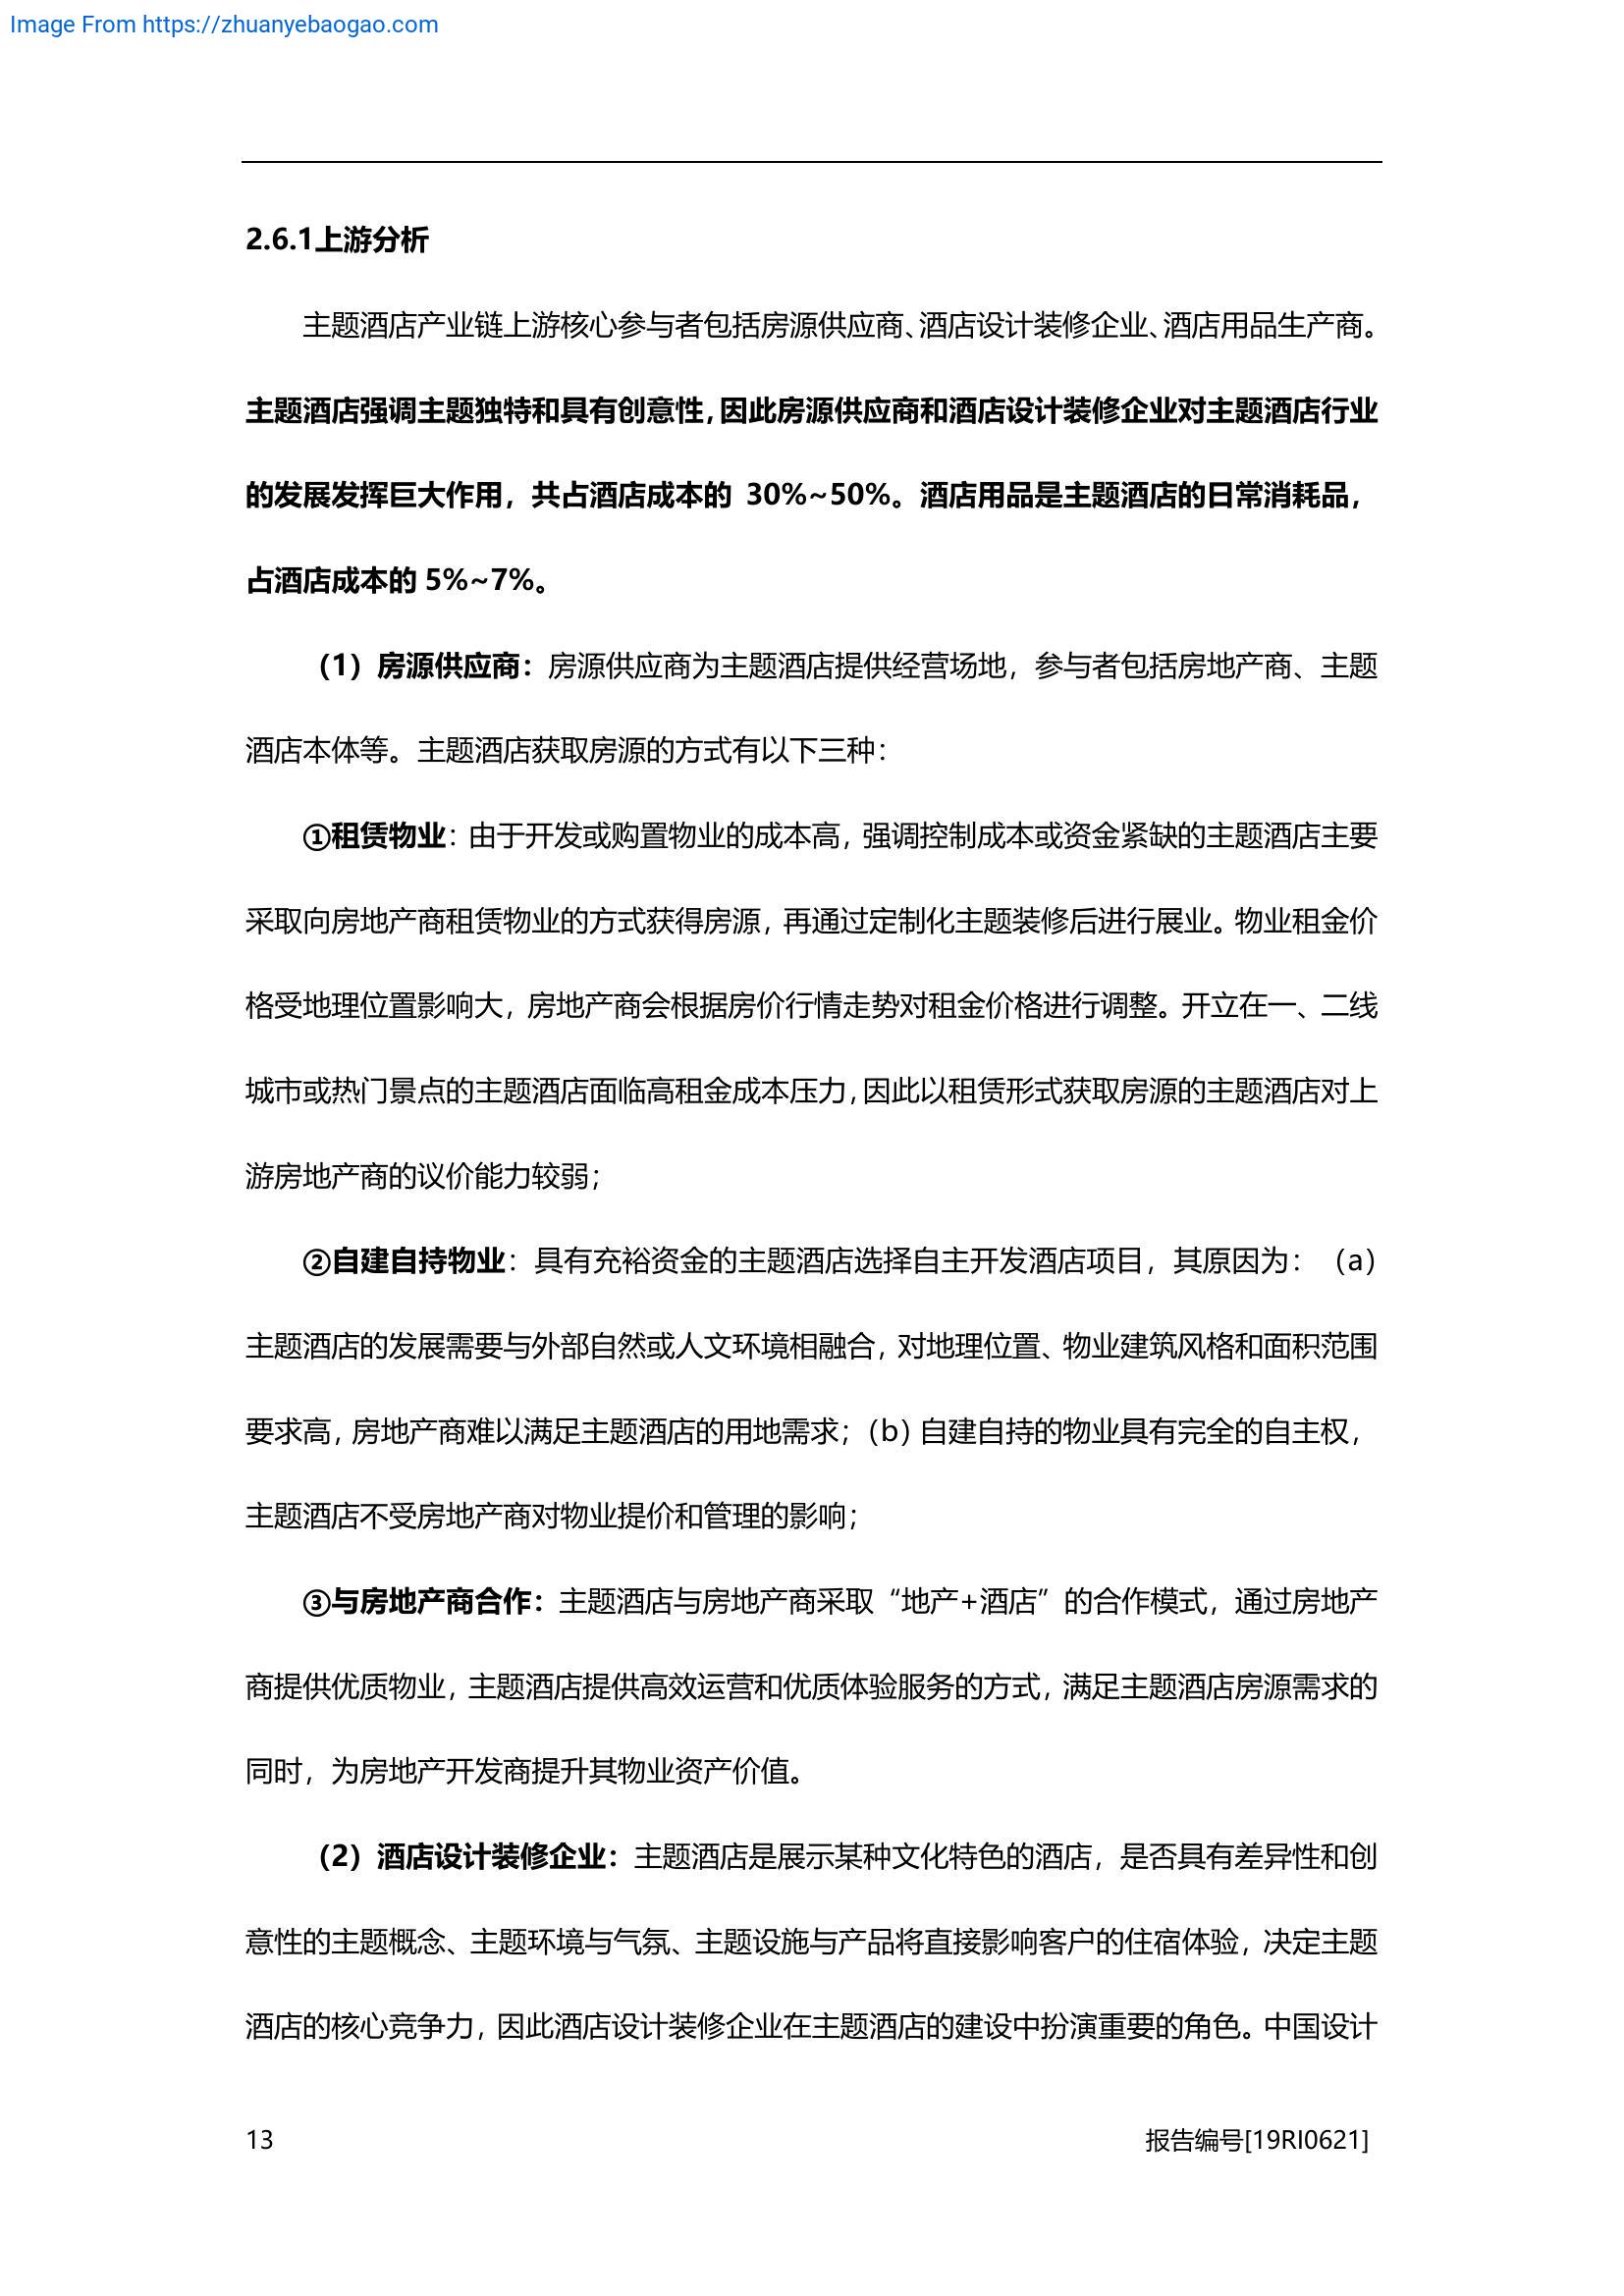 Image From https://zhuanyebaogao.com
2.6.1上游分析
主题酒店产业链上游核心参与者包括房源供应商、酒店设计装修企业、酒店用品生产商。
主题酒店强调主题独特和具有创意性，因此房源供应商和酒店设计装修企业对主题酒店行业
的发展发挥巨大作用，共占酒店成本的 30%~50%。酒店用品是主题酒店的日常消耗品，
占酒店成本的 5%~7%。
（1）房源供应商：房源供应商为主题酒店提供经营场地，参与者包括房地产商、主题
酒店本体等。主题酒店获取房源的方式有以下三种：
①租赁物业：由于开发或购置物业的成本高，强调控制成本或资金紧缺的主题酒店主要
采取向房地产商租赁物业的方式获得房源，再通过定制化主题装修后进行展业。物业租金价
格受地理位置影响大，房地产商会根据房价行情走势对租金价格进行调整。开立在一、二线
城市或热门景点的主题酒店面临高租金成本压力，因此以租赁形式获取房源的主题酒店对上
游房地产商的议价能力较弱；
②自建自持物业：具有充裕资金的主题酒店选择自主开发酒店项目，其原因为：（a）
主题酒店的发展需要与外部自然或人文环境相融合，对地理位置、物业建筑风格和面积范围
要求高，房地产商难以满足主题酒店的用地需求；（b）自建自持的物业具有完全的自主权，
主题酒店不受房地产商对物业提价和管理的影响；
③与房地产商合作：主题酒店与房地产商采取“地产+酒店”的合作模式，通过房地产
商提供优质物业，主题酒店提供高效运营和优质体验服务的方式，满足主题酒店房源需求的
同时，为房地产开发商提升其物业资产价值。
（2）酒店设计装修企业：主题酒店是展示某种文化特色的酒店，是否具有差异性和创
意性的主题概念、主题环境与气氛、主题设施与产品将直接影响客户的住宿体验，决定主题
酒店的核心竞争力，因此酒店设计装修企业在主题酒店的建设中扮演重要的角色。中国设计
13
报告编号[19RI0621]